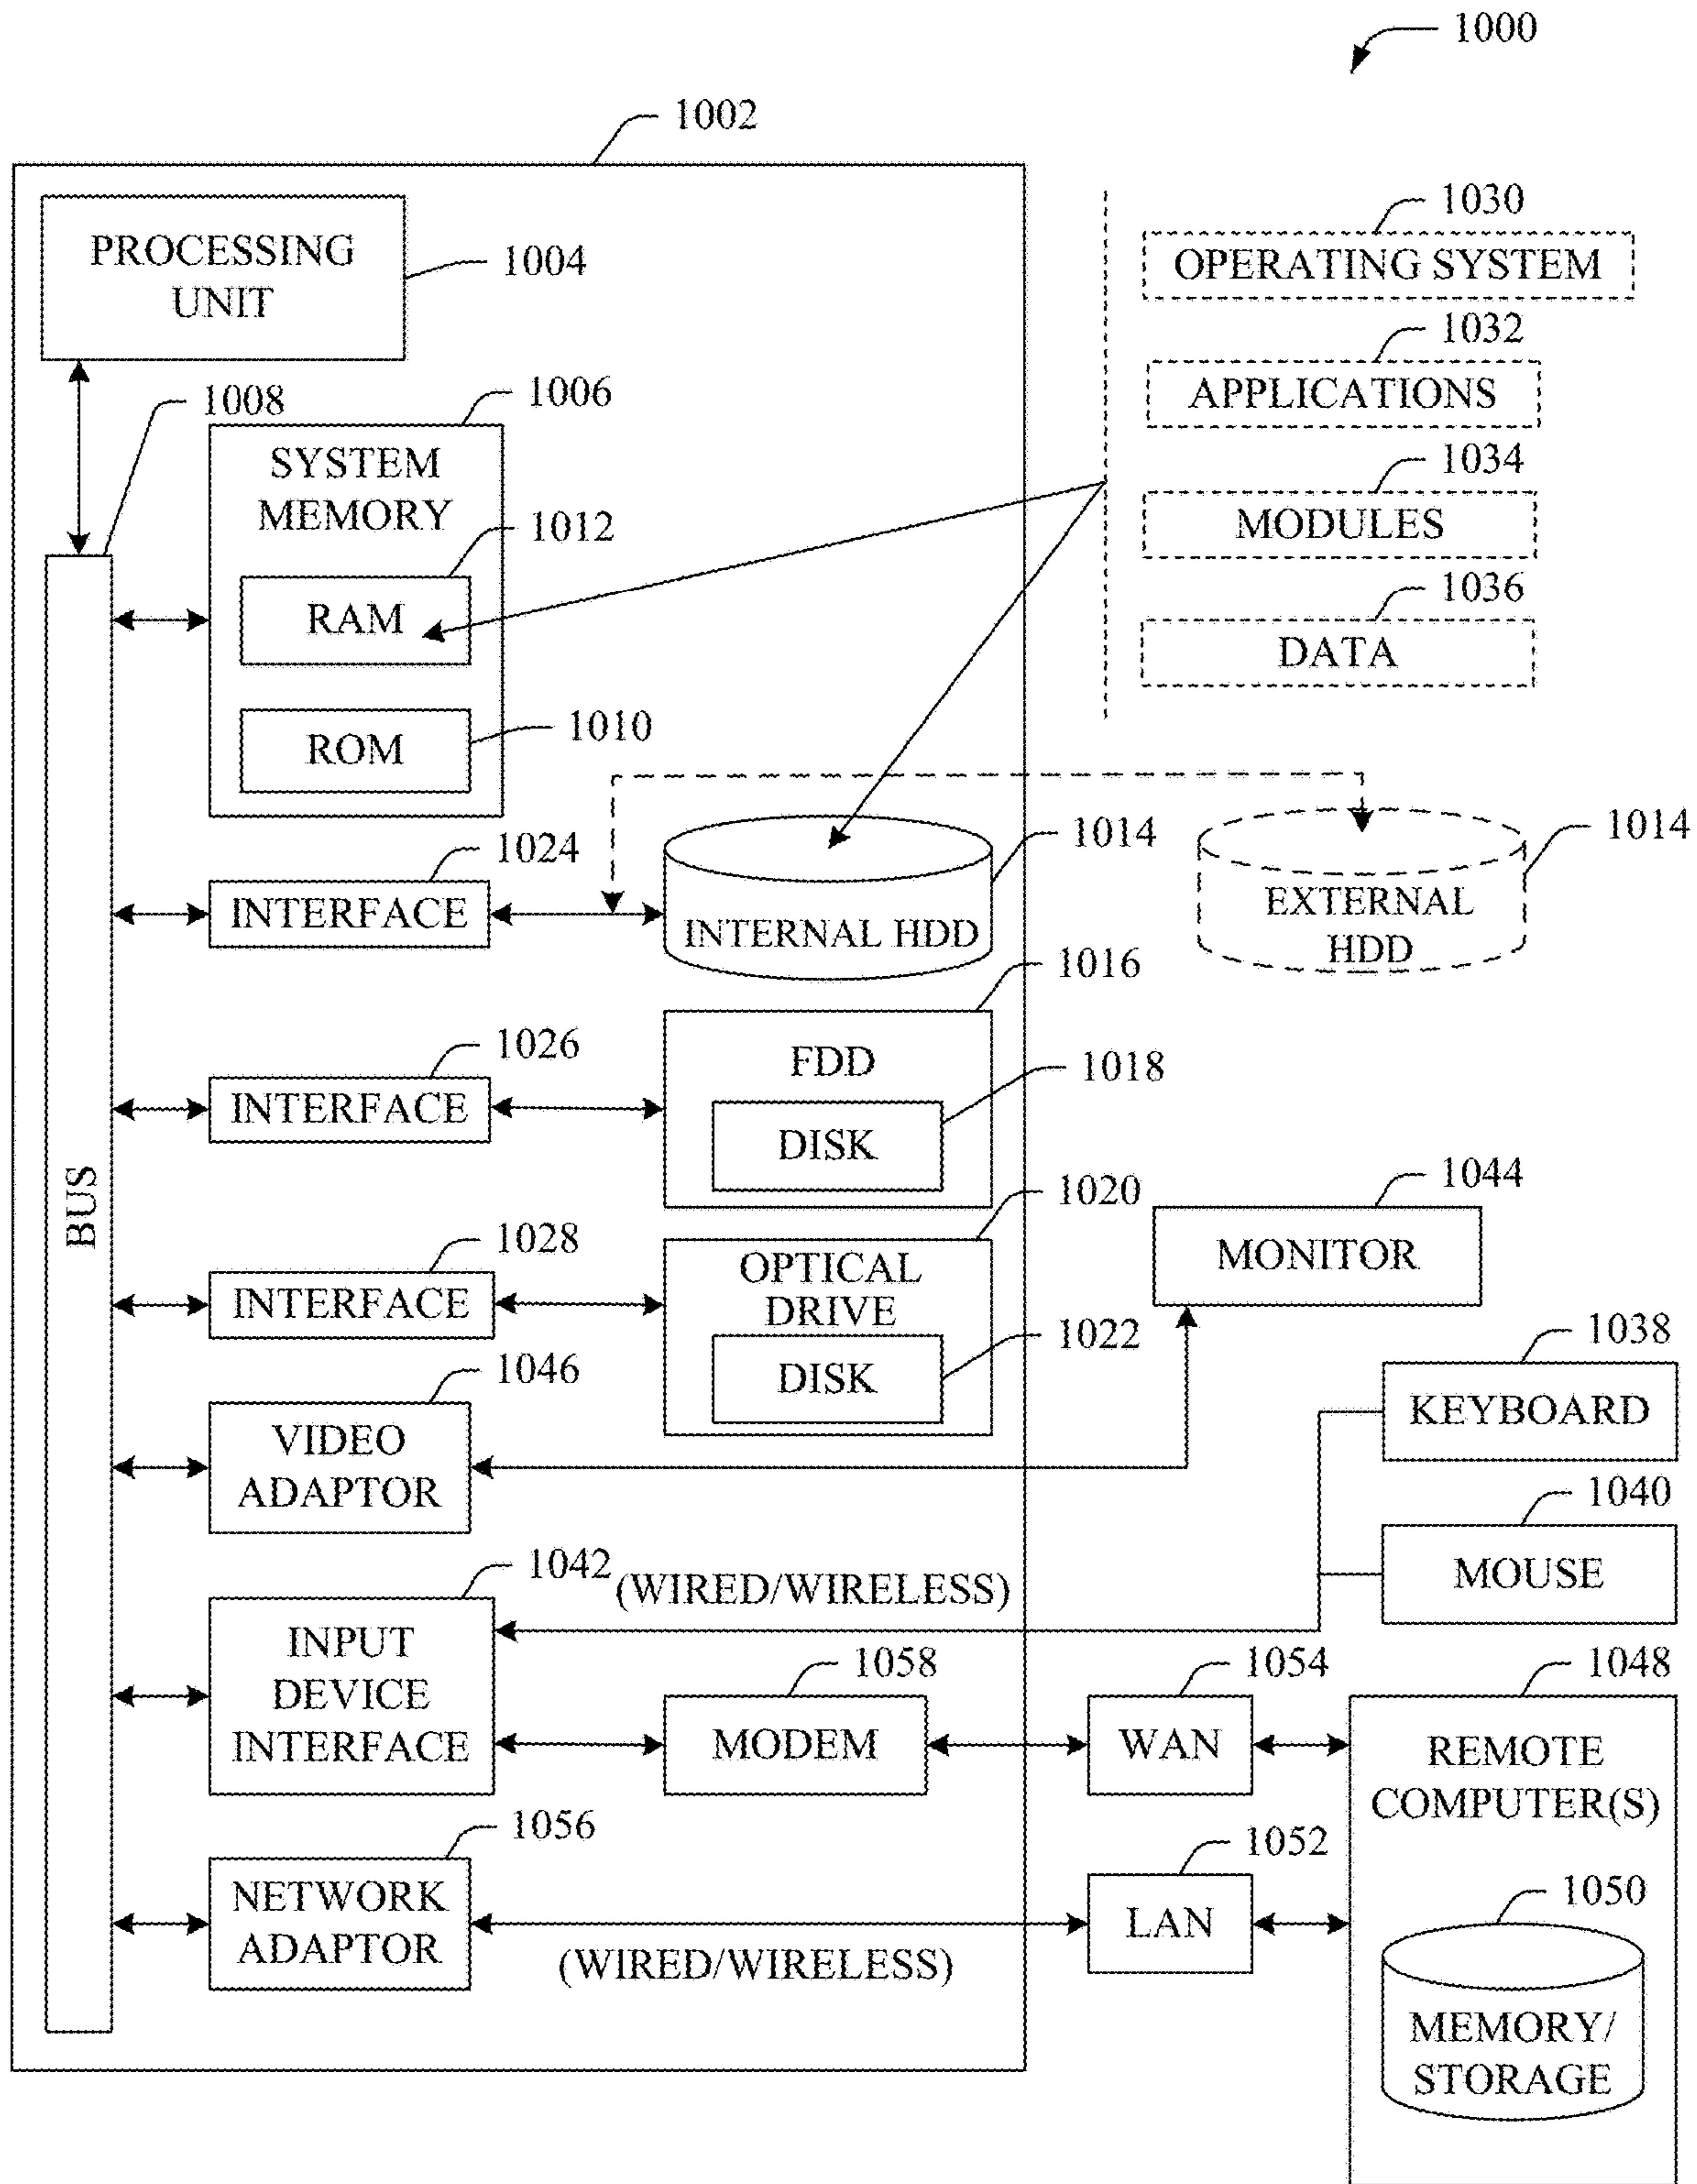 1000
1002
PROCESSING
UNIT
1004
1030
OPERATING SYSTEM
1032
APPLICATIONS
1034
MODULES
1036
DATA
1008
1006
SYSTEM
MEMORY
1012
RAM
1010
ROM
BUS
1024
INTERFACE
1014
INTERNAL HDD
1014
EXTERNAL
HDD
1026
INTERFACE
1016
FDD
1018
DISK
1028
INTERFACE
1020
OPTICAL
DRIVE
1022
DISK
1044
MONITOR
1046
VIDEO
ADAPTOR
1038
KEYBOARD
1040
MOUSE
1042
(WIRED/WIRELESS)
INPUT
DEVICE
INTERFACE
1058
MODEM
1054
WAN
1048
REMOTE
COMPUTER(S)
1056
NETWORK
ADAPTOR
(WIRED/WIRELESS)
1052
LAN
1050
MEMORY/
STORAGE